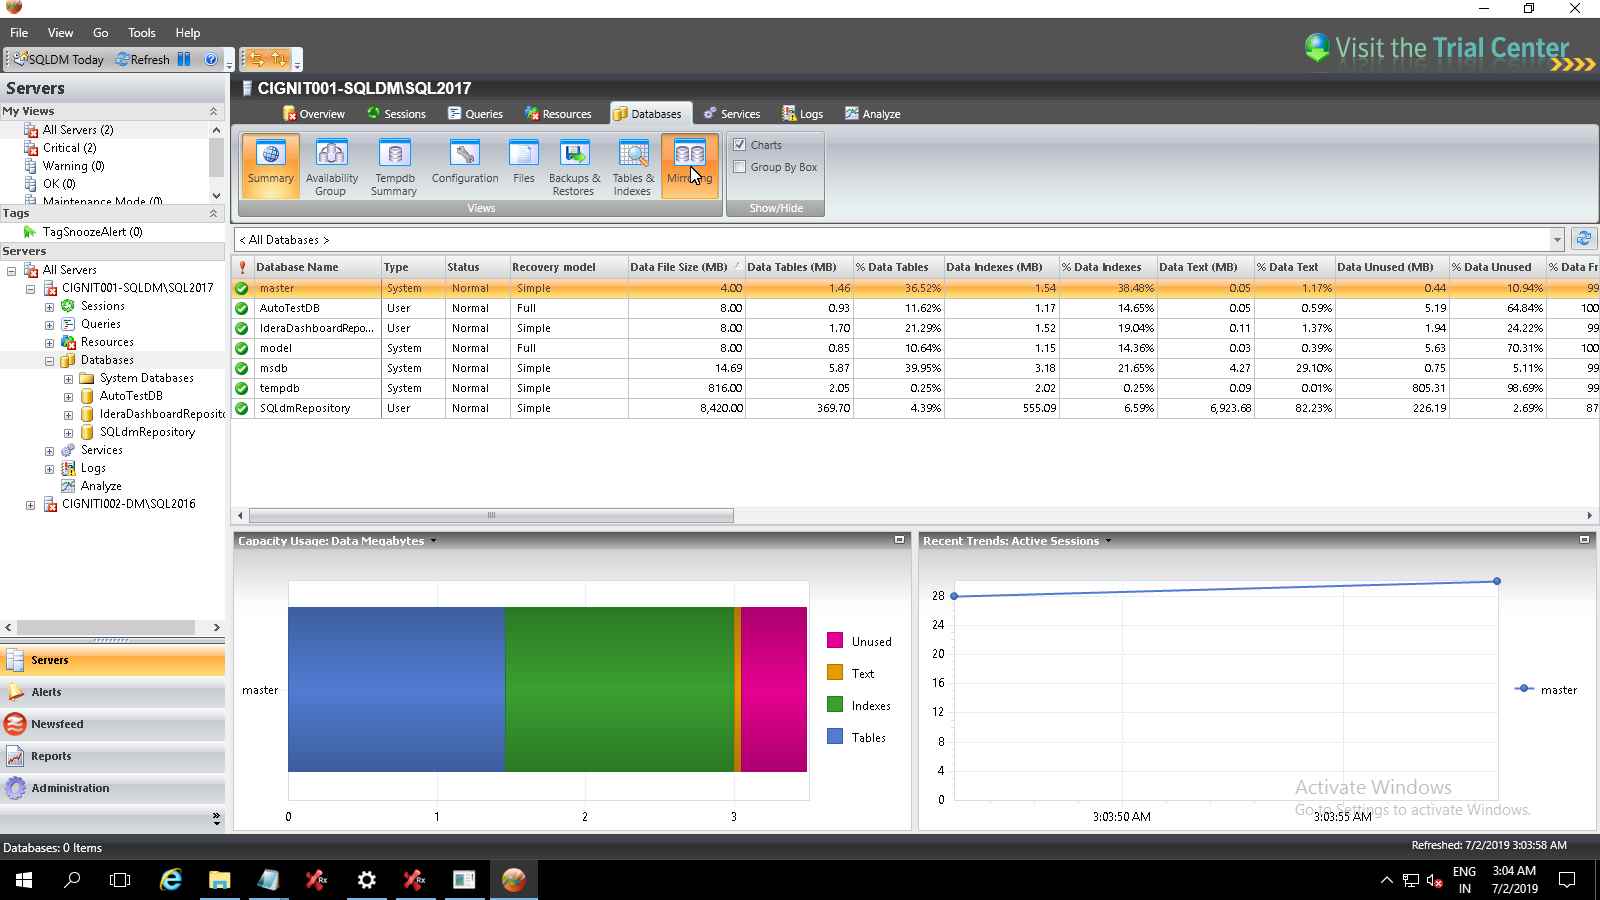 File View Go Tools Help
SQLDM Today Refresh
Visit the Trial Center
Servers
CIGNIT001-SQLDM\SQL2017
My Views
Overview Sessions Queries Resources Databases Services Logs Analyze
All Servers (2)
Critical (2)
Warning (0)
OK (0)
Maintenance Mode (0)
Summary
Availability Group
Tempdb Summary
Configuration
Files
Backups & Restores
Tables & Indexes
Views
Charts
Group By Box
Show/Hide
Tags
TagSnoozeAlert (0)
Servers
All Servers
CIGNIT001-SQLDM\SQL2017
Sessions
Queries
Resources
Databases
System Databases
AutoTestDB
IderaDashboardReposito
SQLdmRepository
Services
Logs
Analyze
CIGNITI002-DM\SQL2016
< All Databases >
Database Name Type Status Recovery model Data File Size (MB) Data Tables (MB) % Data Tables Data Indexes (MB) % Data Indexes Data Text (MB) % Data Text Data Unused (MB) % Data Unused % Data Fr
master System Normal Simple 4.00 1.46 36.52% 1.54 38.48% 0.05 1.17% 0.44 10.94% 99
AutoTestDB User Normal Full 8.00 0.93 11.62% 1.17 14.65% 0.05 0.59% 5.19 64.84% 100
IderaDashboardRepo... User Normal Simple 8.00 1.70 21.29% 1.52 19.04% 0.11 1.37% 1.94 24.22% 99
model System Normal Full 8.00 0.85 10.64% 1.15 14.36% 0.03 0.39% 5.63 70.31% 100
msdb System Normal Simple 14.69 5.87 39.95% 3.18 21.65% 4.27 29.10% 0.75 5.11% 99
tempdb System Normal Simple 816.00 2.05 0.25% 2.02 0.25% 0.09 0.01% 805.31 98.69% 99
SQLdmRepository User Normal Simple 8,420.00 369.70 4.39% 555.09 6.59% 6,923.68 82.23% 226.19 2.69% 87
Capacity Usage: Data Megabytes
master
Unused
Text
Indexes
Tables
0 1 2 3
Recent Trends: Active Sessions
28
24
20
16
12
8
4
0
master
3:03:50 AM 3:03:55 AM
Activate Windows
Go to Settings to activate Windows.
Servers
Alerts
Newsfeed
Reports
Administration
Databases: 0 Items
Refreshed: 7/2/2019 3:03:58 AM
Rx Rx
ENG
IN
3:04 AM
7/2/2019